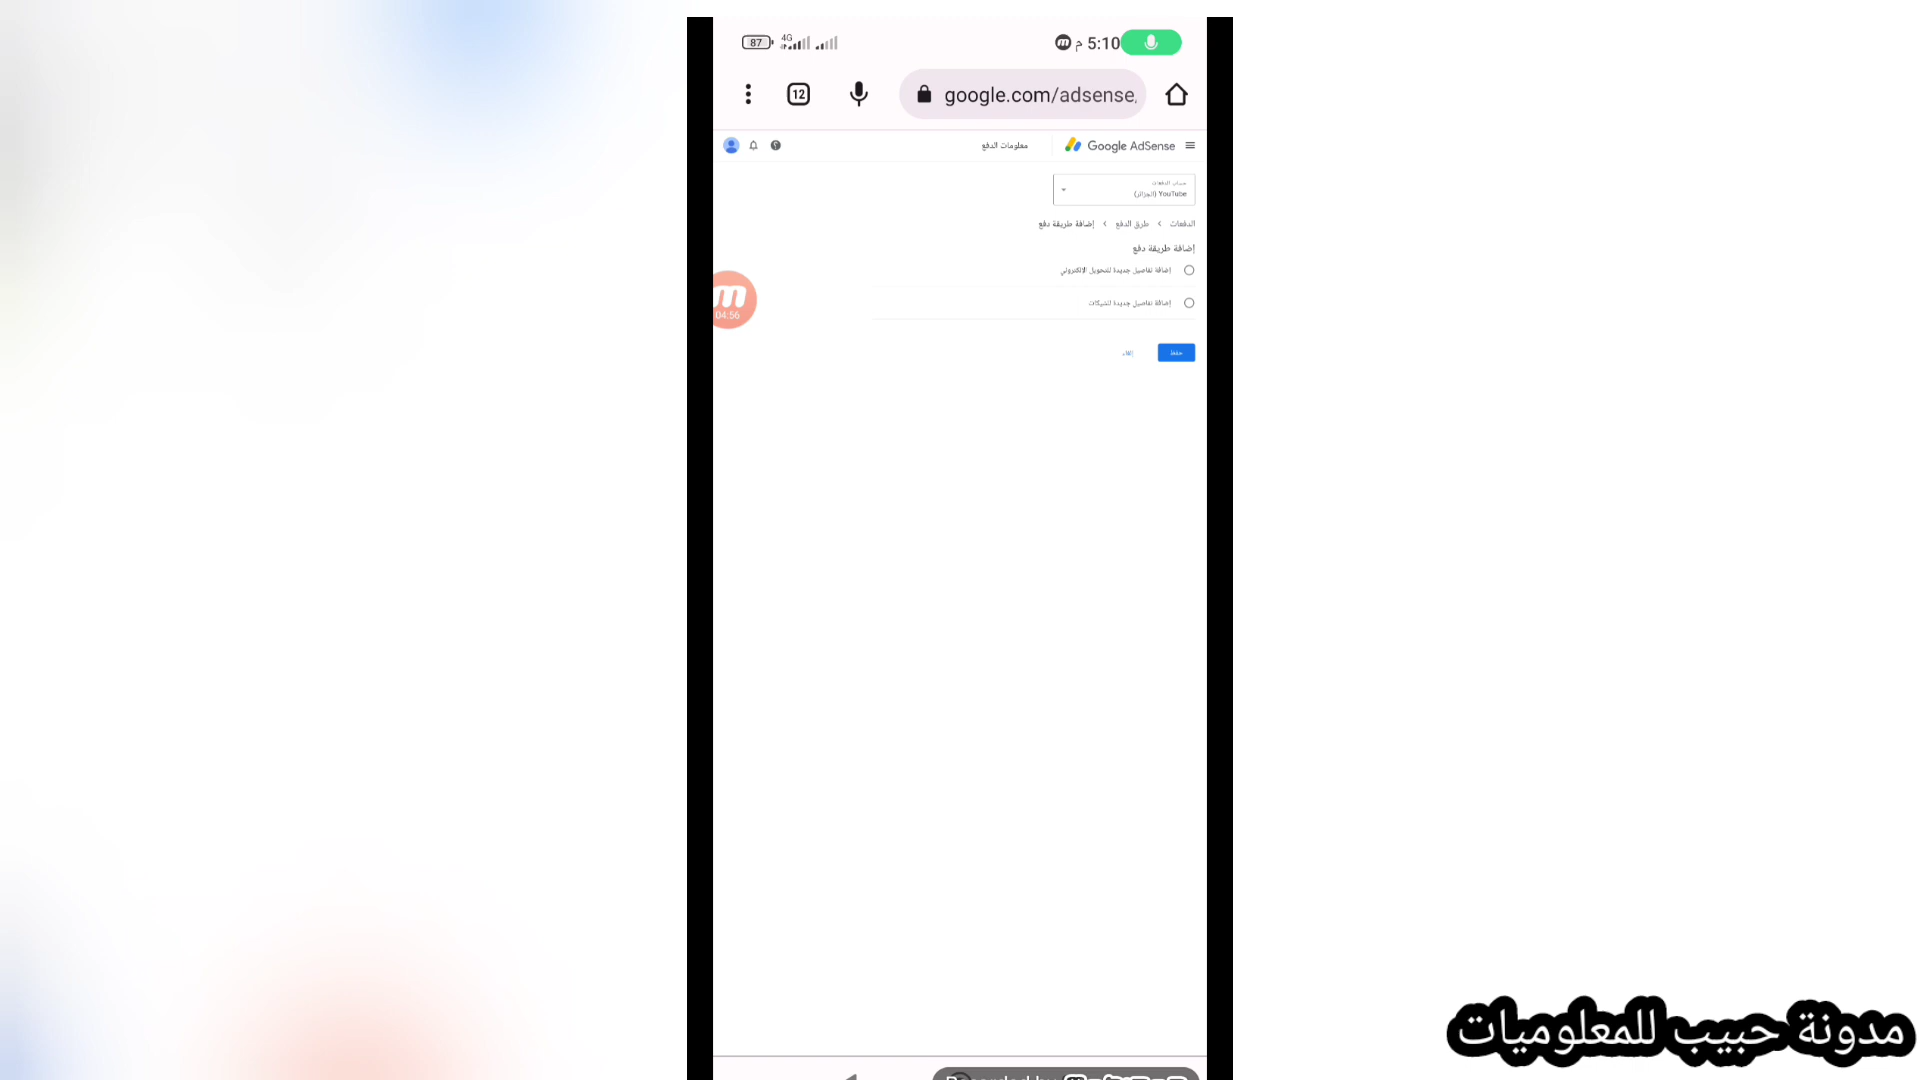 87 4G 5:10 م
12 google.com/adsense
Google AdSense معلومات الدفع
حساب الدفعات
YouTube (الجزائر)
الدفعات > طرق الدفع > إضافة طريقة دفع
إضافة طريقة دفع
إضافة تفاصيل جديدة للتحويل الإلكتروني
إضافة تفاصيل جديدة للشيكات
04:56
حفظ إلغاء
مدونة حبيب للمعلوميات